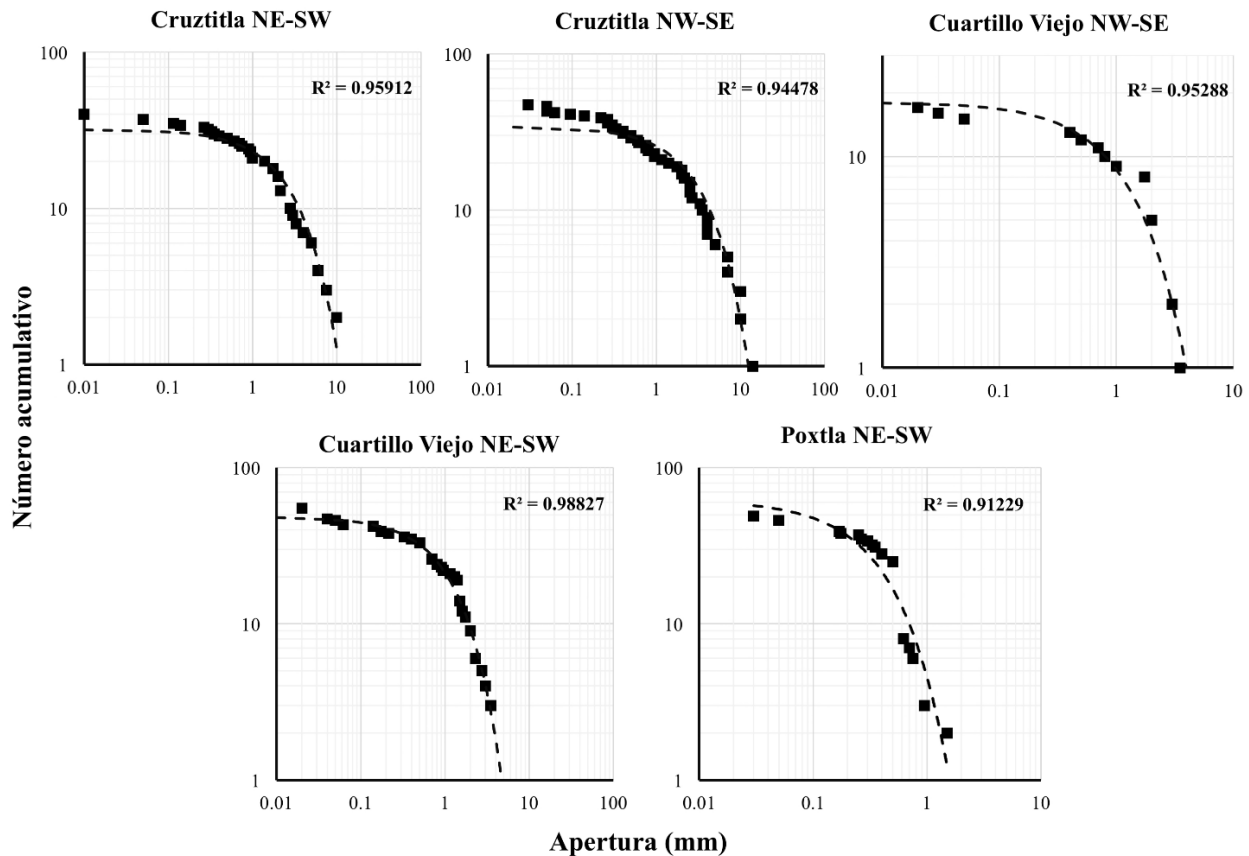 Cruztitla NE-SW
Cruztitla NW-SE
Cuartillo Viejo NW-SE
100
R² = 0.95912
10
1
0.01 0.1 1 10 100
100
R² = 0.94478
10
1
0.01 0.1 1 10 100
R² = 0.95288
10
1
0.01 0.1 1 10
Número acumulativo
Cuartillo Viejo NE-SW
Poxtla NE-SW
100
R² = 0.98827
10
1
0.01 0.1 1 10 100
100
R² = 0.91229
10
1
0.01 0.1 1 10
Apertura (mm)